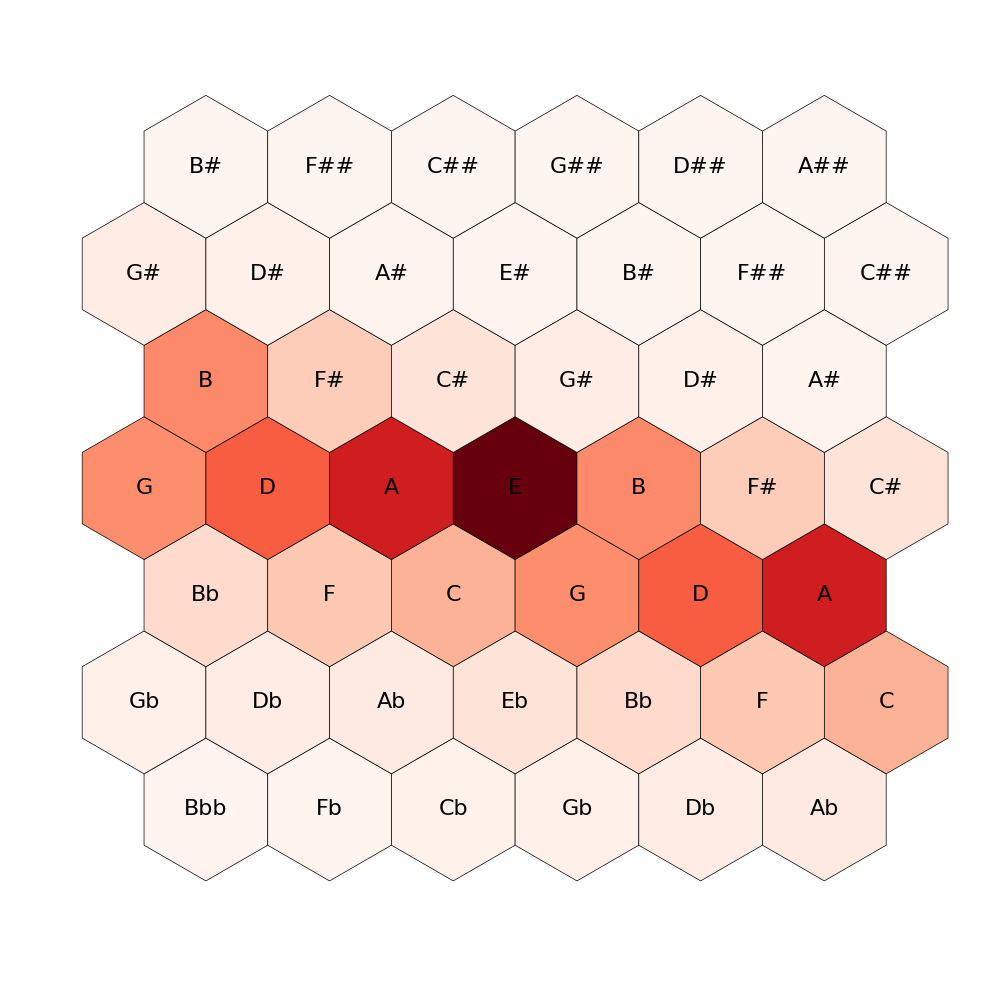 B# F## C## G## D## A##
G# D# A# E# B# F## C##
B F# C# G# D# A#
G D A E B F# C#
Bb F C G D A
Gb Db Ab Eb Bb F C
Bbb Fb Cb Gb Db Ab